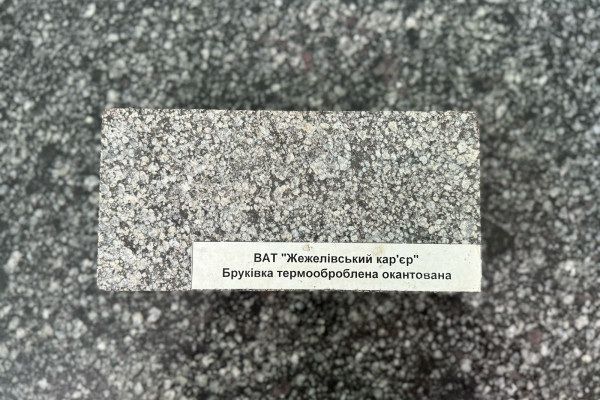 ВАТ "Жежелівський кар'єр"
Бруківка термооброблена окантована